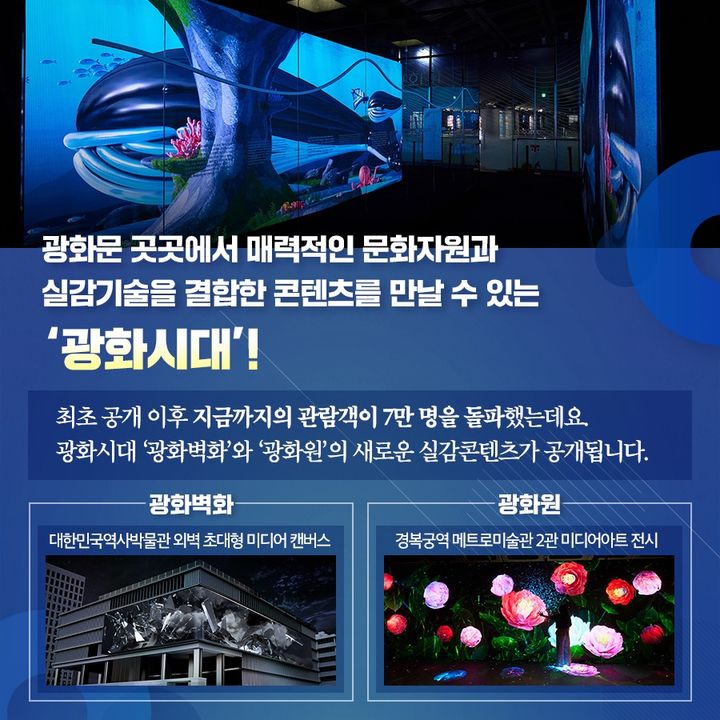 광화문 곳곳에서 매력적인 문화자원과
실감기술을 결합한 콘텐츠를 만날 수 있는
‘광화시대’!
최초 공개 이후 지금까지의 관람객이 7만 명을 돌파했는데요.
광화시대 ‘광화벽화’와 ‘광화원’의 새로운 실감콘텐츠가 공개됩니다.
광화벽화
대한민국역사박물관 외벽 초대형 미디어 캔버스
광화원
경복궁역 메트로미술관 2관 미디어아트 전시